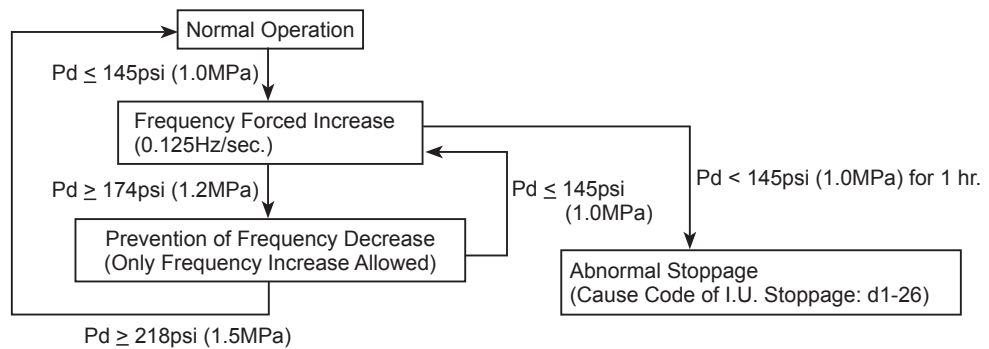 Normal Operation
Pd ≤ 145psi (1.0MPa)
Frequency Forced Increase
(0.125Hz/sec.)
Pd ≥ 174psi (1.2MPa)
Pd ≤ 145psi
(1.0MPa)
Pd < 145psi (1.0MPa) for 1 hr.
Prevention of Frequency Decrease
(Only Frequency Increase Allowed)
Abnormal Stoppage
(Cause Code of I.U. Stoppage: d1-26)
Pd ≥ 218psi (1.5MPa)